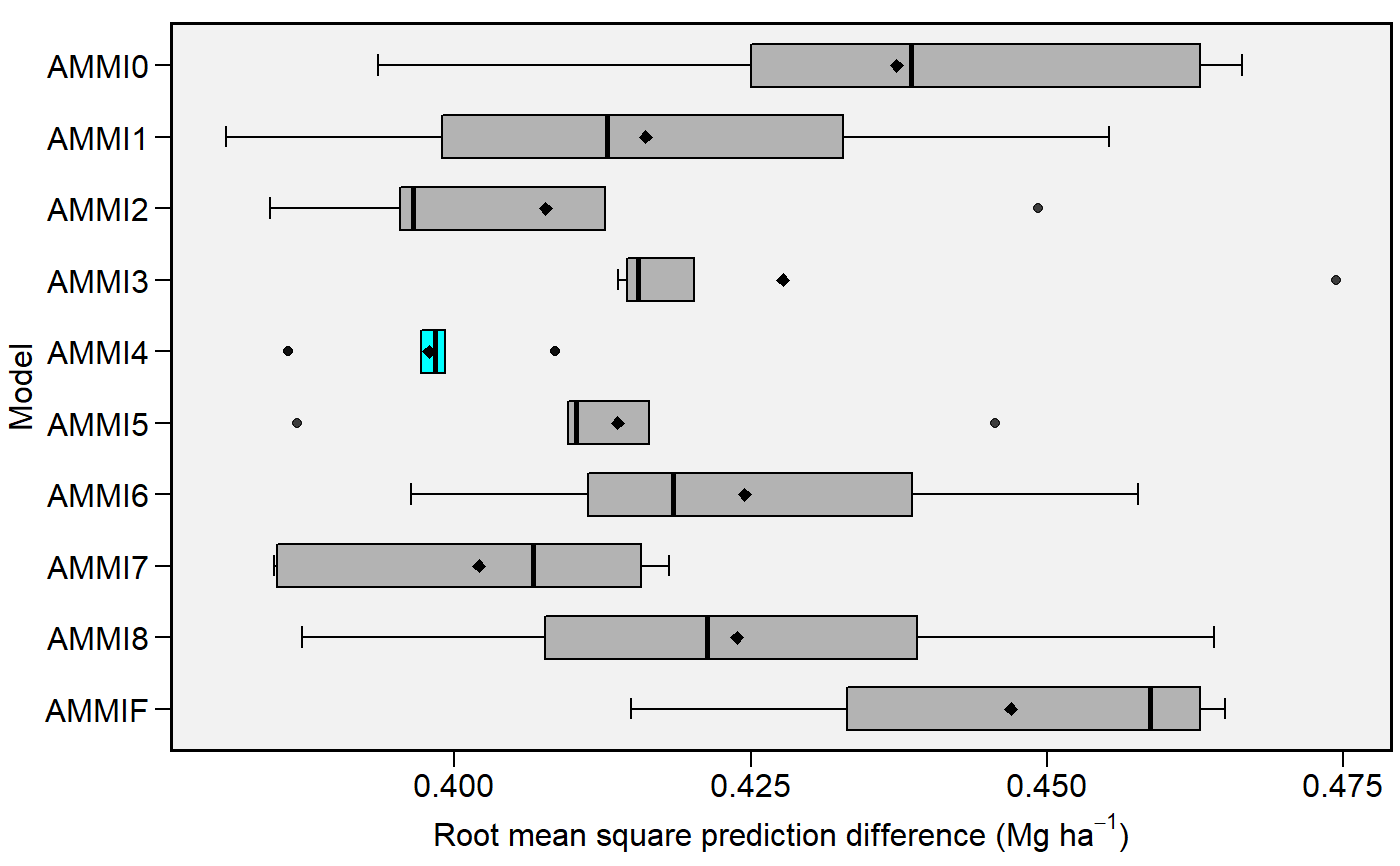 AMMI0
AMMI1
AMMI2
AMMI3
AMMI4
AMMI5
AMMI6
AMMI7
AMMI8
AMMIF
Model
0.400 0.425 0.450 0.475
Root mean square prediction difference (Mg ha⁻¹)